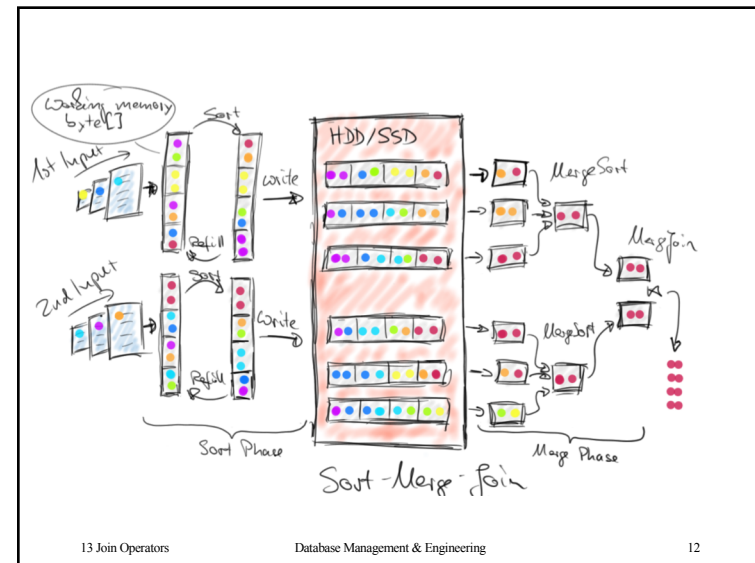 Working memory
byte[]
Sort
1st Input
write
Refill
HDD/SSD
MergeSort
MergJoin
2nd Input
Sort
Write
Refill
MergeSort
Sort Phase
Merge Phase
Sort-Merge-Join
13 Join Operators
Database Management & Engineering
12